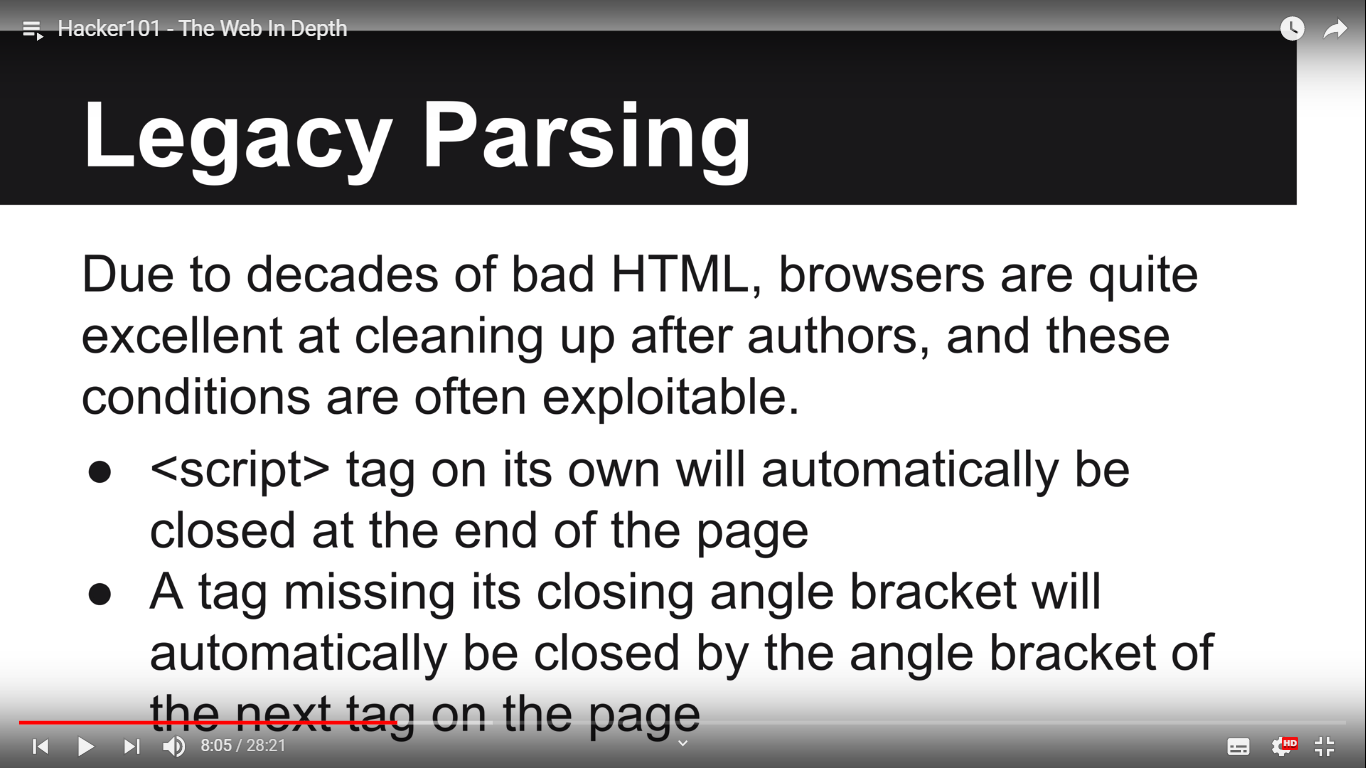 Hacker101 - The Web In Depth
Legacy Parsing
Due to decades of bad HTML, browsers are quite
excellent at cleaning up after authors, and these
conditions are often exploitable.
● <script> tag on its own will automatically be
closed at the end of the page
● A tag missing its closing angle bracket will
automatically be closed by the angle bracket of
the next tag on the page
8:05 / 28:21
HD